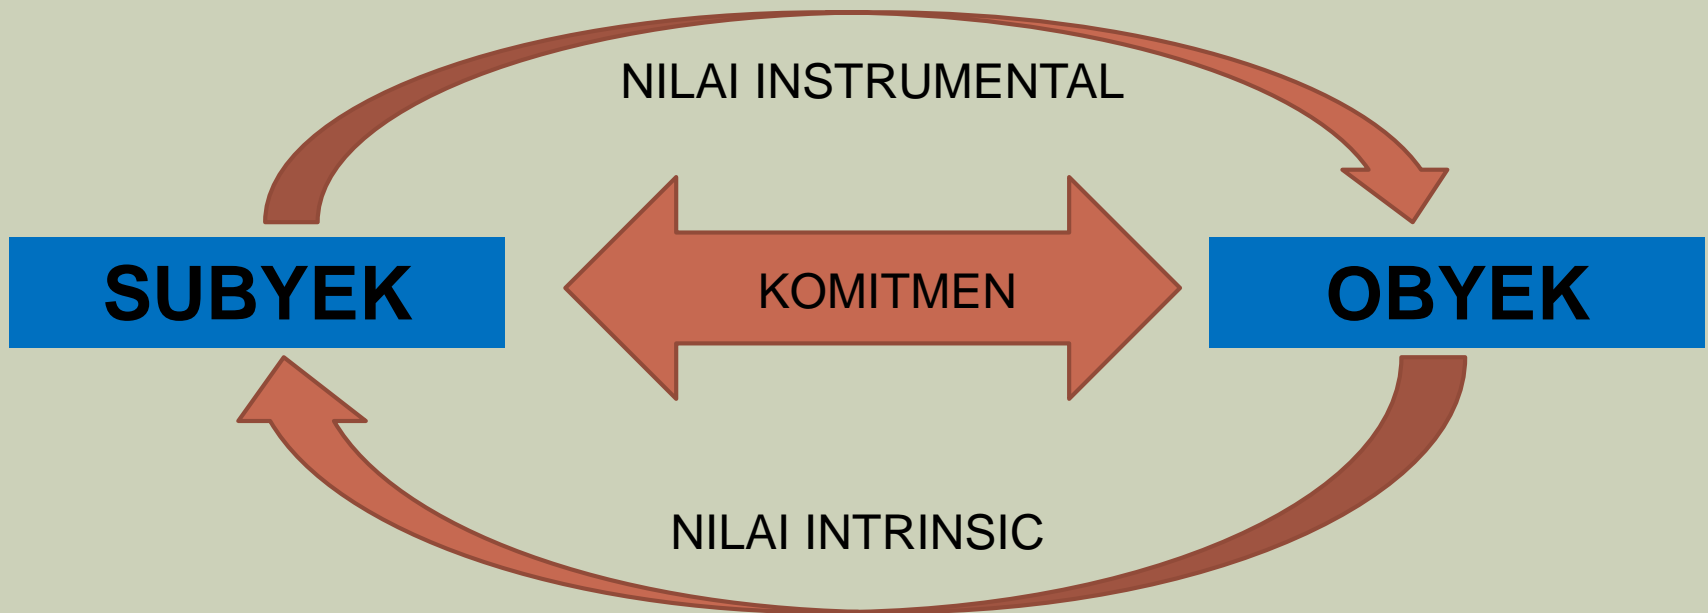 NILAI INSTRUMENTAL
SUBYEK
KOMITMEN
OBYEK
NILAI INTRINSIC